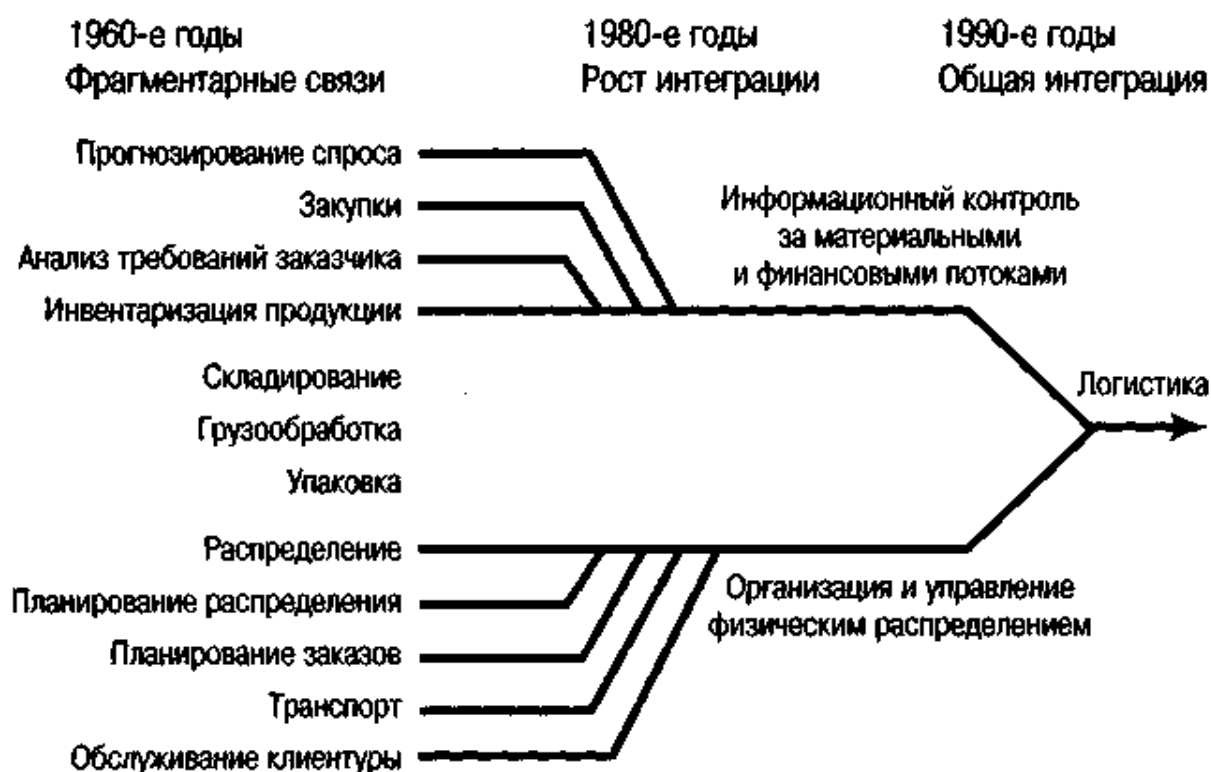 1960-е годы
Фрагментарные связи
1980-е годы
Рост интеграции
1990-е годы
Общая интеграция
Прогнозирование спроса
Закупки
Анализ требований заказчика
Инвентаризация продукции
Складирование
Грузообработка
Упаковка
Распределение
Планирование распределения
Планирование заказов
Транспорт
Обслуживание клиентуры
Информационный контроль
за материальными
и финансовыми потоками
Организация и управление
физическим распределением
Логистика